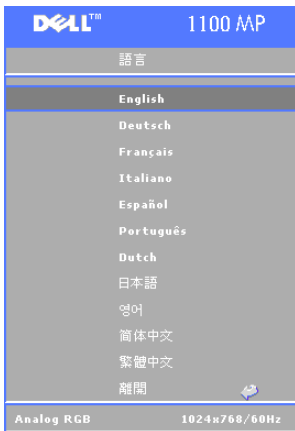 DELL™ 1100 MP
語言
English
Deutsch
Français
Italiano
Español
Português
Dutch
日本語
영어
简体中文
繁體中文
離開
Analog RGB 1024x768/60Hz